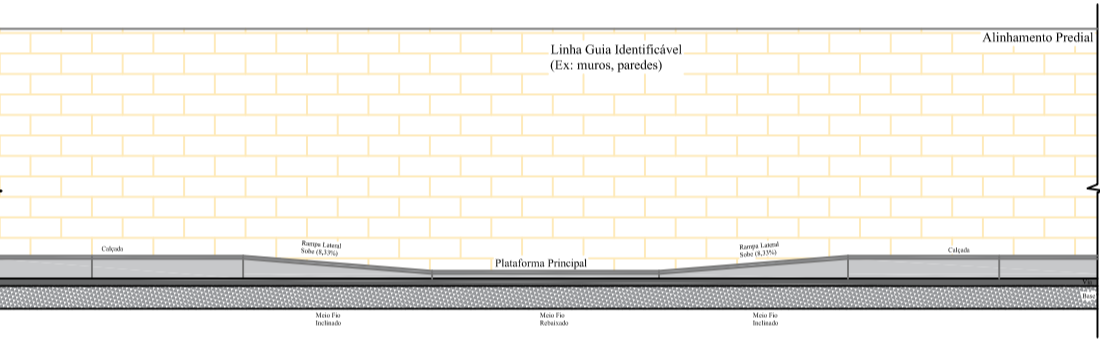 Alinhamento Predial
Linha Guia Identificável
(Ex: muros, paredes)
Calçada
Rampa Lateral
Sobe (8,33%)
Plataforma Principal
Rampa Lateral
Sobe (8,33%)
Calçada
Base
Meio Fio
Inclinado
Meio Fio
Rebaixado
Meio Fio
Inclinado